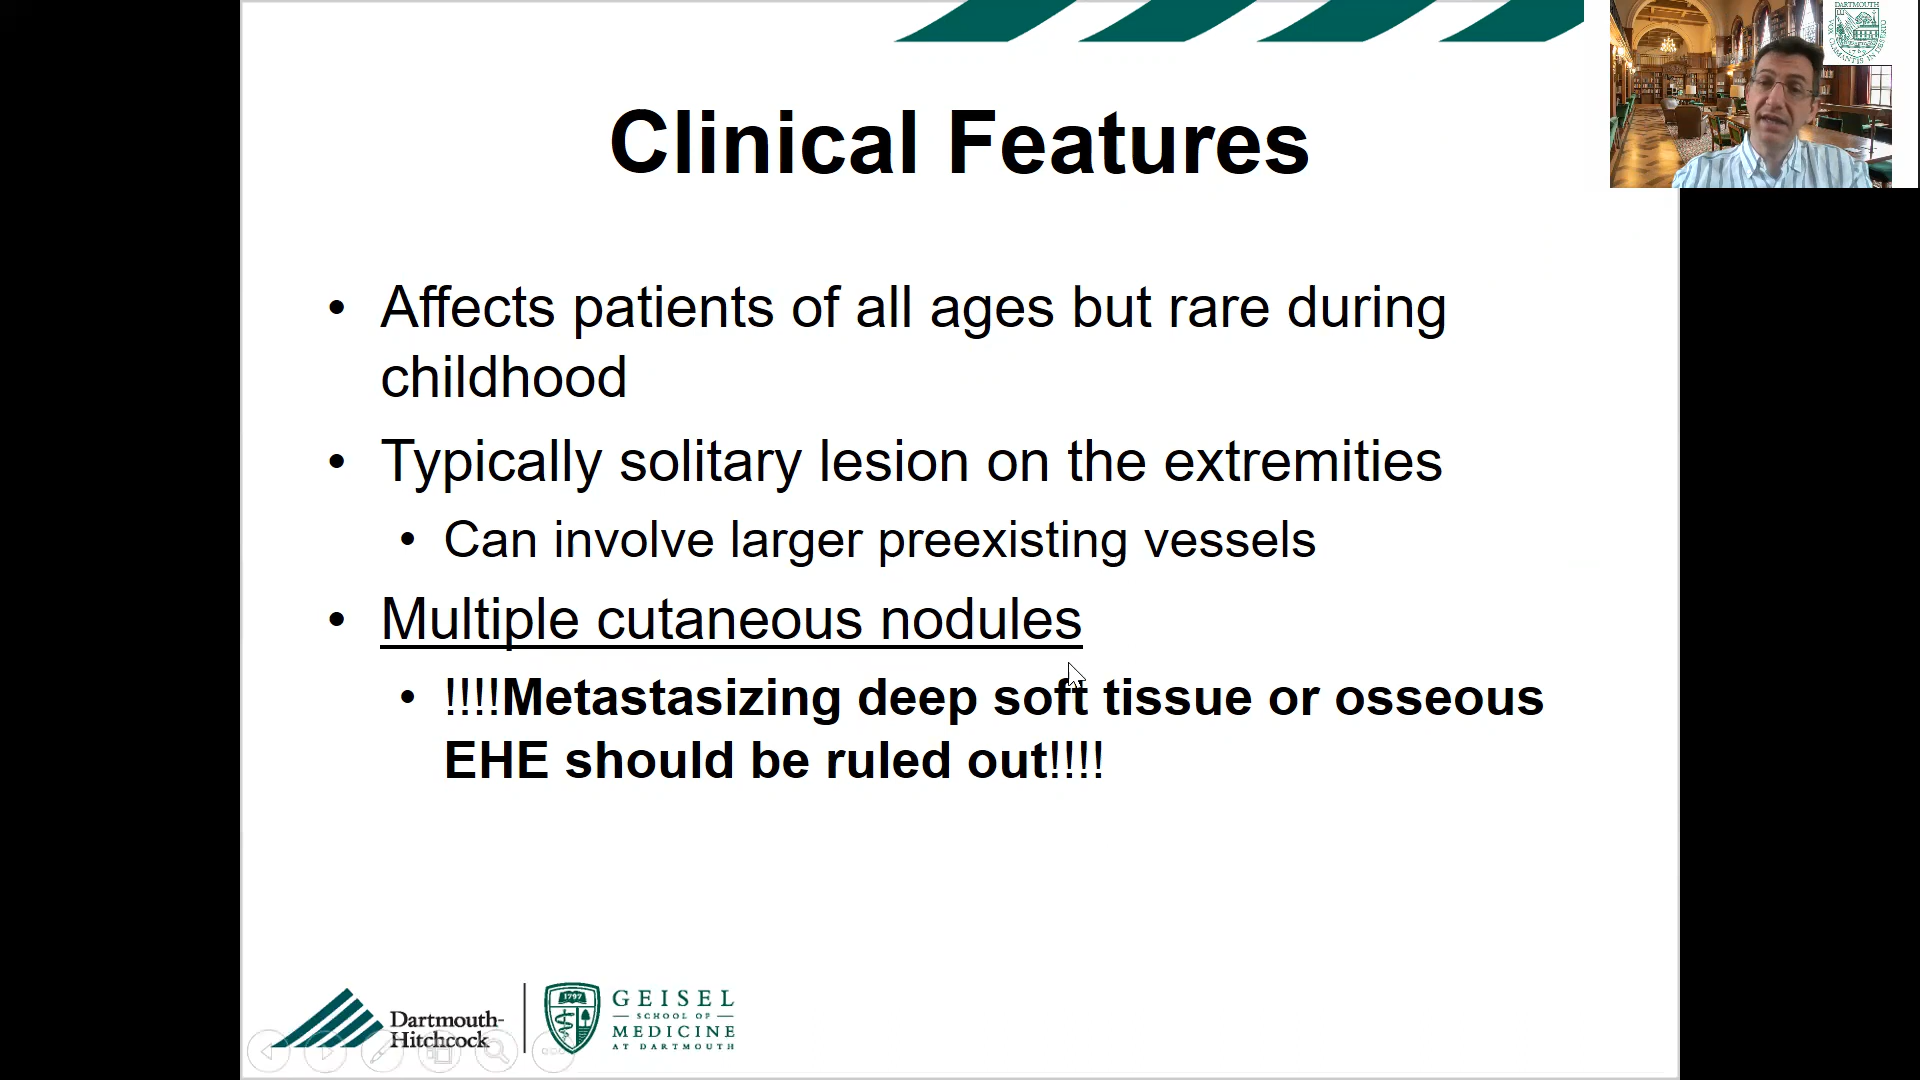 DARTMOUTH
Clinical Features
• Affects patients of all ages but rare during
childhood
• Typically solitary lesion on the extremities
• Can involve larger preexisting vessels
• Multiple cutaneous nodules
• !!!!Metastasizing deep soft tissue or osseous
EHE should be ruled out!!!!
Dartmouth-
Hitchcock
1797
GEISEL
SCHOOL OF
MEDICINE
AT DARTMOUTH